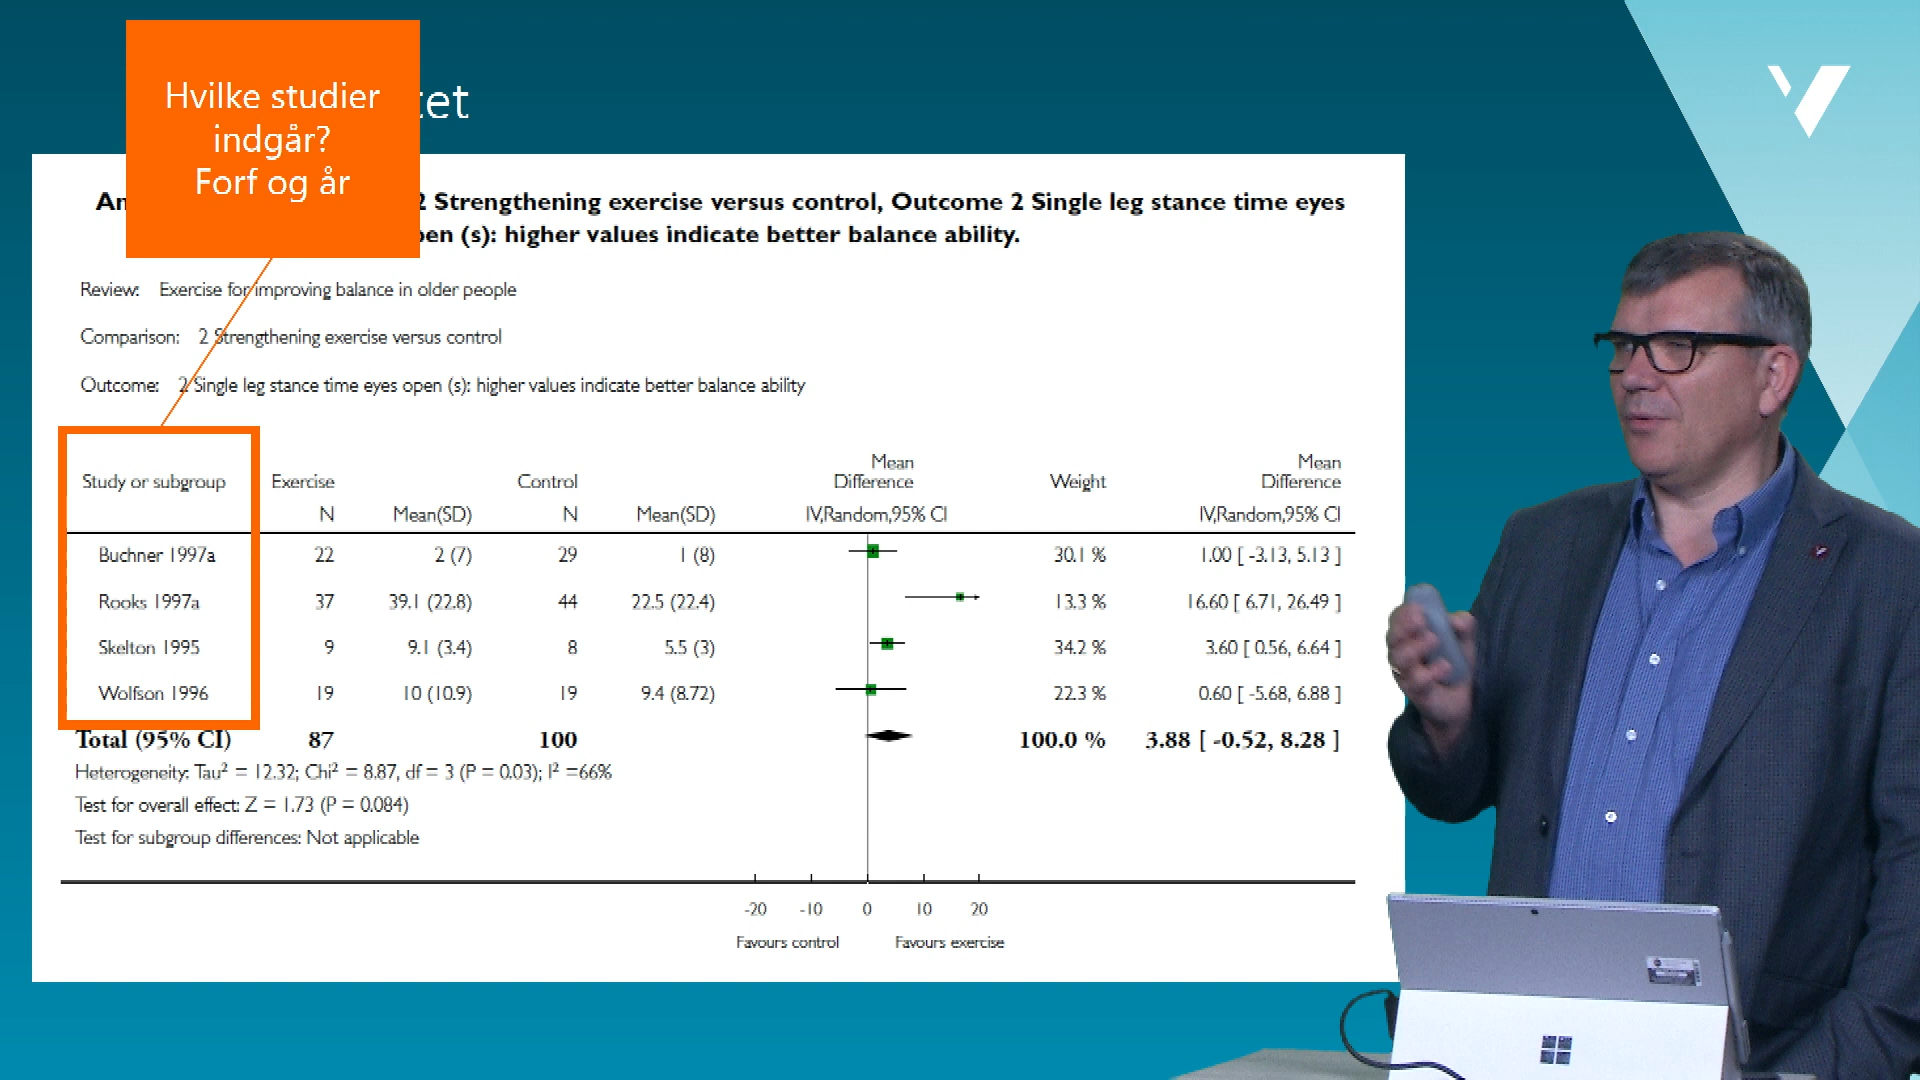 Hvilke studier
indgår?
Forf og år
tet
2 Strengthening exercise versus control, Outcome 2 Single leg stance time eyes
pen (s): higher values indicate better balance ability.
Review: Exercise for improving balance in older people
Comparison: 2 Strengthening exercise versus control
Outcome: 2 Single leg stance time eyes open (s): higher values indicate better balance ability
Study or subgroup Exercise Control Mean Difference Weight Mean Difference
N Mean(SD) N Mean(SD) IV,Random,95% CI IV,Random,95% CI
Buchner 1997a 22 2 (7) 29 1 (8) 30.1 % 1.00 [ -3.13, 5.13 ]
Rooks 1997a 37 39.1 (22.8) 44 22.5 (22.4) 13.3 % 16.60 [ 6.71, 26.49 ]
Skelton 1995 9 9.1 (3.4) 8 5.5 (3) 34.2 % 3.60 [ 0.56, 6.64 ]
Wolfson 1996 19 10 (10.9) 19 9.4 (8.72) 22.3 % 0.60 [ -5.68, 6.88 ]
Total (95% CI) 87 100 100.0 % 3.88 [ -0.52, 8.28 ]
Heterogeneity: Tau² = 12.32; Chi² = 8.87, df = 3 (P = 0.03); I² =66%
Test for overall effect: Z = 1.73 (P = 0.084)
Test for subgroup differences: Not applicable
-20 -10 0 10 20
Favours control Favours exercise